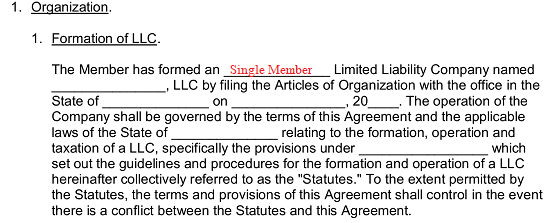 1. Organization.
1. Formation of LLC.
The Member has formed an _Single Member__ Limited Liability Company named
________________, LLC by filing the Articles of Organization with the office in the
State of _______________ on ________________, 20____. The operation of the
Company shall be governed by the terms of this Agreement and the applicable
laws of the State of _______________ relating to the formation, operation and
taxation of a LLC, specifically the provisions under __________________ which
set out the guidelines and procedures for the formation and operation of a LLC
hereinafter collectively referred to as the "Statutes." To the extent permitted by
the Statutes, the terms and provisions of this Agreement shall control in the event
there is a conflict between the Statutes and this Agreement.